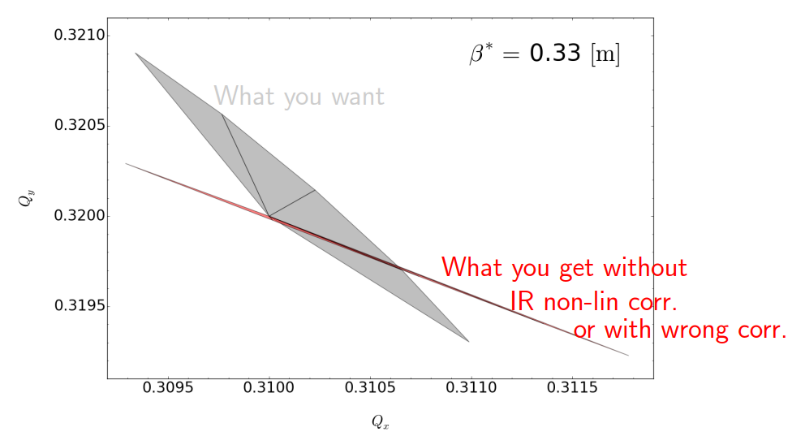 0.3210
β* = 0.33 [m]
What you want
0.3205
Q_y
0.3200
What you get without
IR non-lin corr.
0.3195
or with wrong corr.
0.3095 0.3100 0.3105 0.3110 0.3115
Q_x